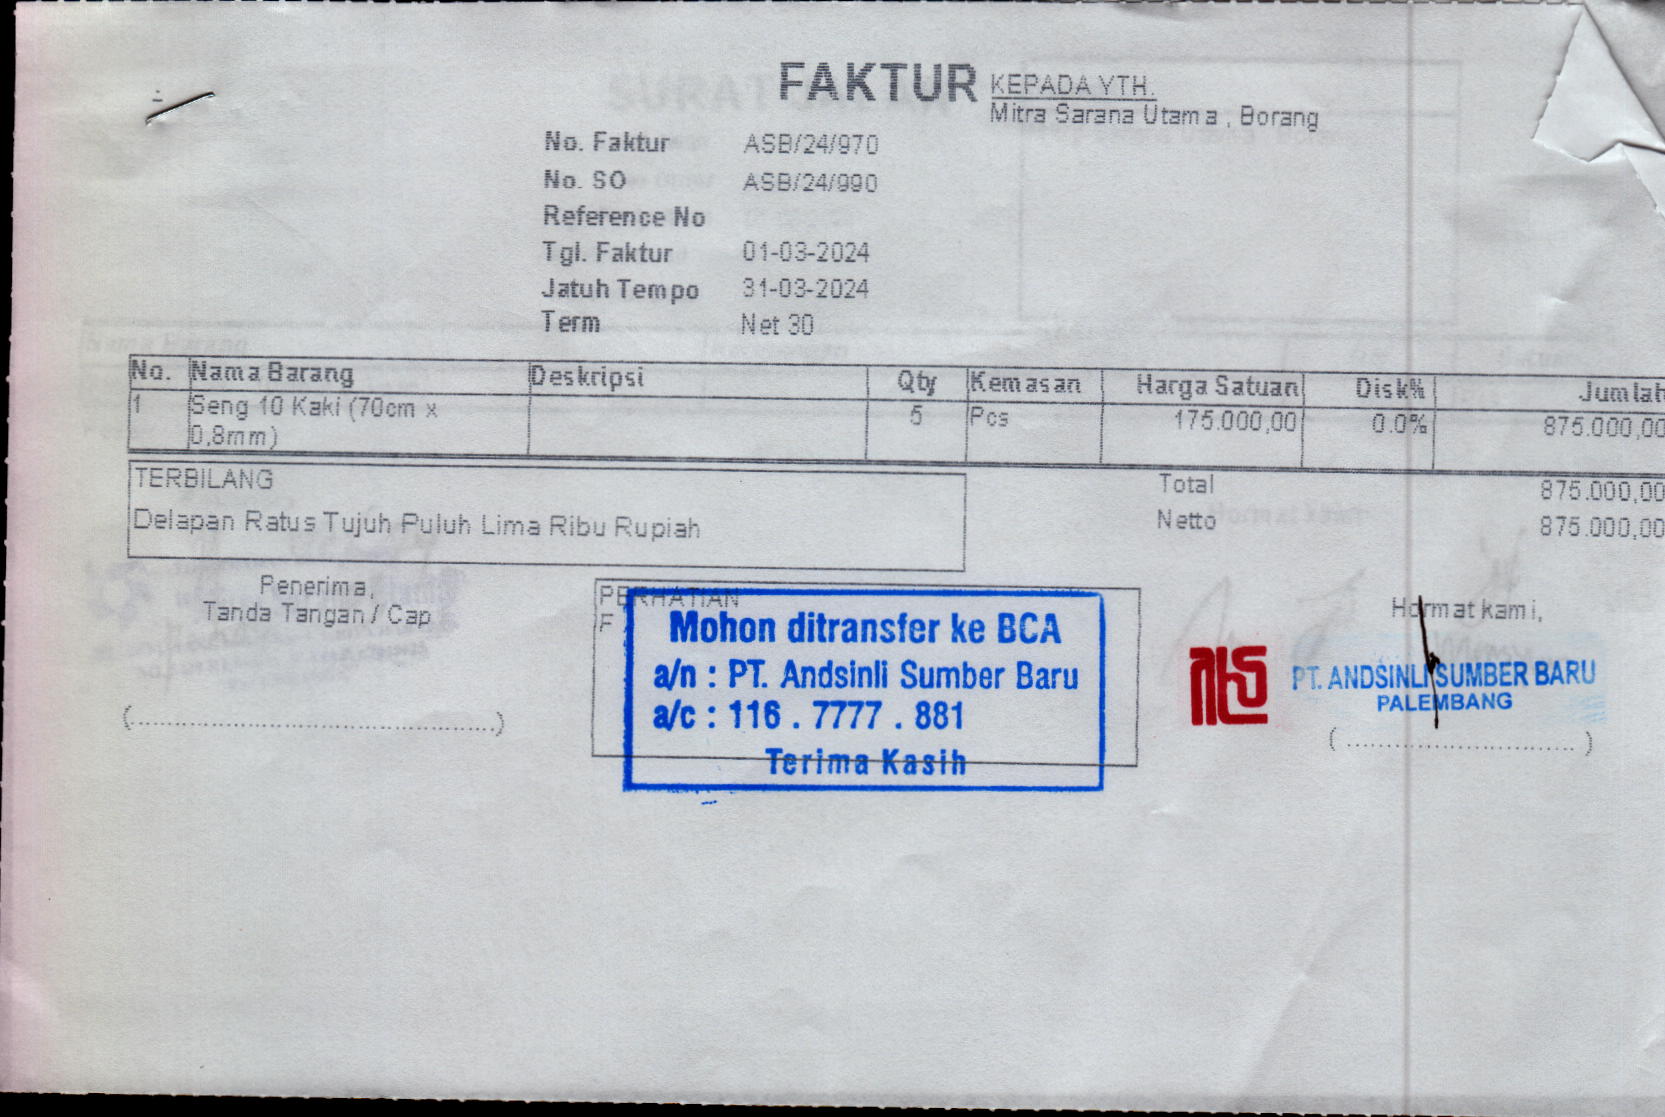 FAKTUR
KEPADA YTH.
Mitra Sarana Utama , Borang
No. Faktur ASB/24/970
No. SO ASB/24/990
Reference No
Tgl. Faktur 01-03-2024
Jatuh Tempo 31-03-2024
Term Net 30
No. Nama Barang Deskripsi Qty Kemasan Harga Satuan Disk% Jumlah
1 Seng 10 Kaki (70cm x 5 Pcs 175.000,00 0.0% 875.000,00
0,8mm)
TERBILANG
Delapan Ratus Tujuh Puluh Lima Ribu Rupiah
Total 875.000,00
Netto 875.000,00
Penerima,
Tanda Tangan / Cap
(........................................)
PERHATIAN
F
Mohon ditransfer ke BCA
a/n : PT. Andsinli Sumber Baru
a/c : 116 . 7777 . 881
Terima Kasih
Hormat kami,
PT. ANDSINLI SUMBER BARU
PALEMBANG
( ............................ )